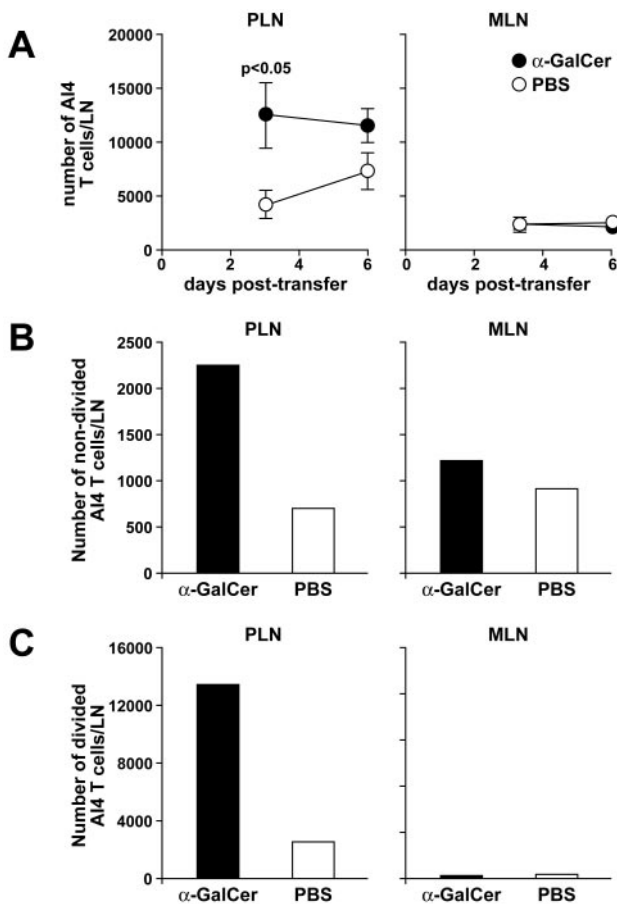 PLN
MLN
A
number of AI4
T cells/LN
20000
15000
10000
5000
0
p<0.05
α-GalCer
PBS
0 2 4 6
0 2 4 6
days post-transfer
days post-transfer
B
PLN
MLN
Number of non-divided
AI4 T cells/LN
2500
2000
1500
1000
500
0
α-GalCer PBS
α-GalCer PBS
C
PLN
MLN
Number of divided
AI4 T cells/LN
16000
12000
8000
4000
0
α-GalCer PBS
α-GalCer PBS